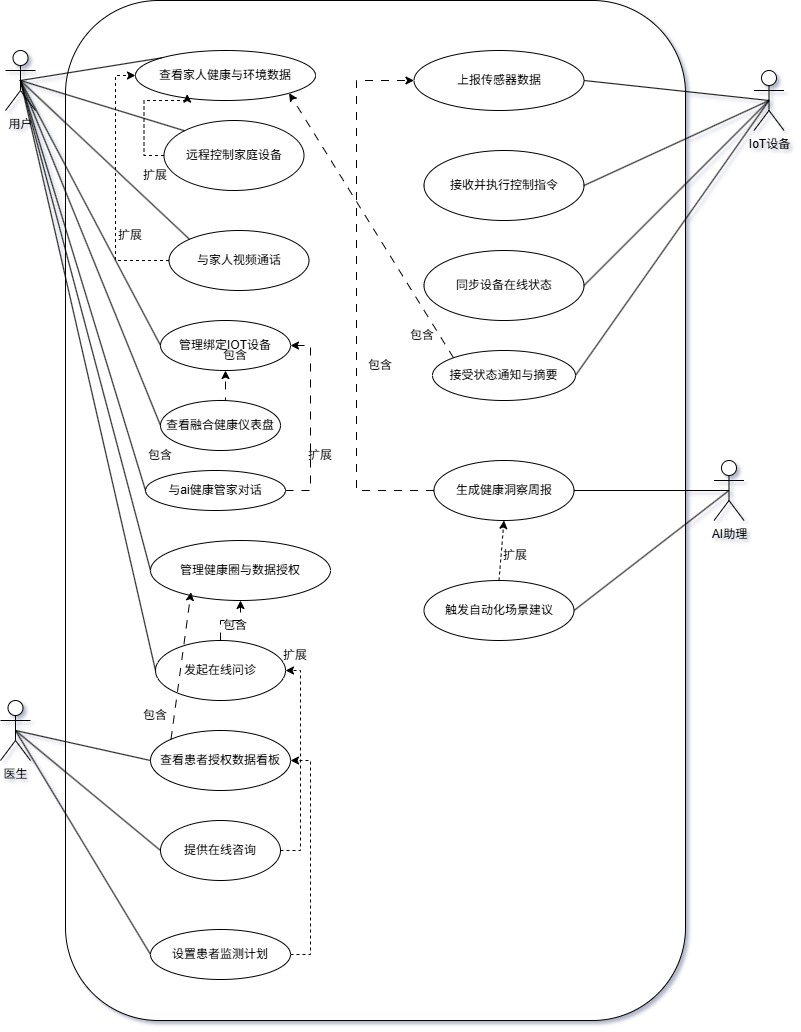 查看家人健康与环境数据
上报传感器数据
用户
IoT设备
远程控制家庭设备
扩展
接收并执行控制指令
扩展
与家人视频通话
同步设备在线状态
管理绑定IOT设备
包含
包含
包含
接受状态通知与摘要
查看融合健康仪表盘
包含
扩展
与ai健康管家对话
生成健康洞察周报
AI助理
扩展
管理健康圈与数据授权
触发自动化场景建议
包含
扩展
发起在线问诊
包含
查看患者授权数据看板
医生
提供在线咨询
设置患者监测计划